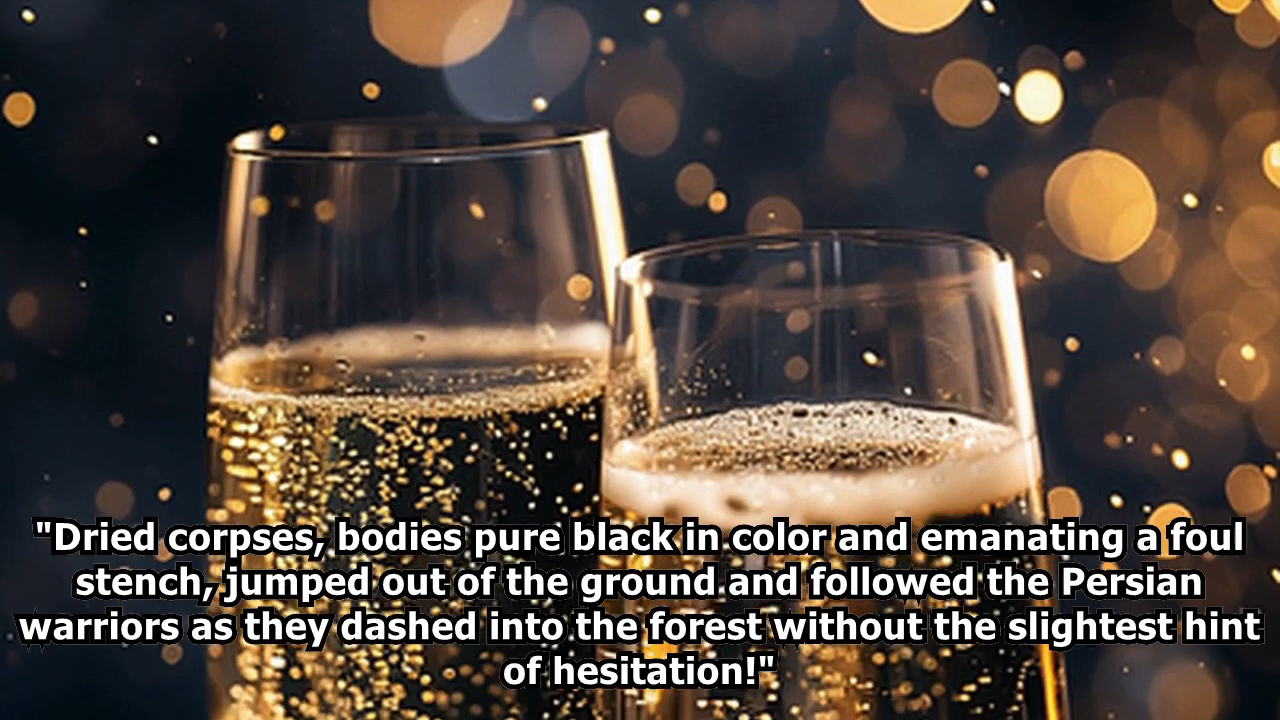 "Dried corpses, bodies pure black in color and emanating a foul
stench, jumped out of the ground and followed the Persian
warriors as they dashed into the forest without the slightest hint
of hesitation!"